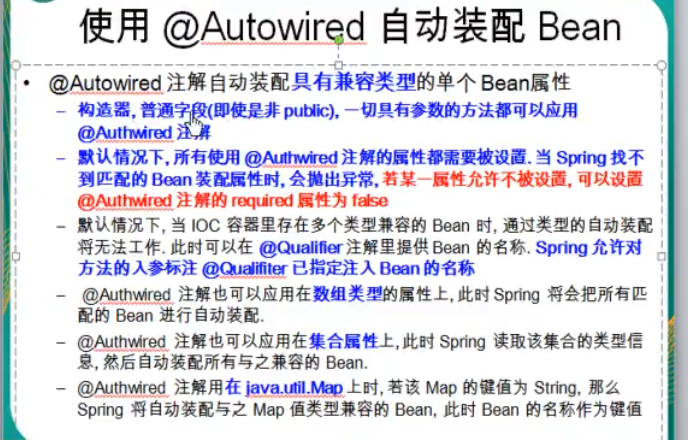 使用 @Autowired 自动装配 Bean
• @Autowired 注解自动装配具有兼容类型的单个 Bean属性
– 构造器, 普通字段(即使是非 public), 一切具有参数的方法都可以应用
@Authwired 注解
– 默认情况下, 所有使用 @Authwired 注解的属性都需要被设置. 当 Spring 找不
到匹配的 Bean 装配属性时, 会抛出异常, 若某一属性允许不被设置, 可以设置
@Authwired 注解的 required 属性为 false
– 默认情况下, 当 IOC 容器里存在多个类型兼容的 Bean 时, 通过类型的自动装配
将无法工作. 此时可以在 @Qualifier 注解里提供 Bean 的名称. Spring 允许对
方法的入参标注 @Qualifiter 已指定注入 Bean 的名称
– @Authwired 注解也可以应用在数组类型的属性上, 此时 Spring 将会把所有匹
配的 Bean 进行自动装配.
– @Authwired 注解也可以应用在集合属性上, 此时 Spring 读取该集合的类型信
息, 然后自动装配所有与之兼容的 Bean.
– @Authwired 注解用在 java.util.Map 上时, 若该 Map 的键值为 String, 那么
Spring 将自动装配与之 Map 值类型兼容的 Bean, 此时 Bean 的名称作为键值